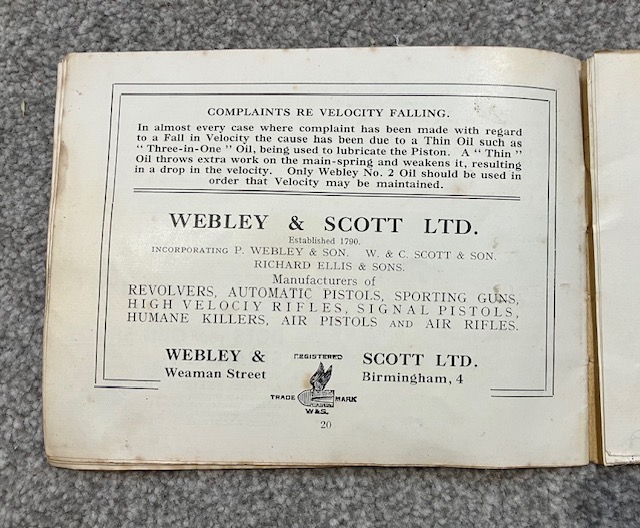 COMPLAINTS RE VELOCITY FALLING.
In almost every case where complaint has been made with regard
to a Fall in Velocity the cause has been due to a Thin Oil such as
" Three-in-One " Oil, being used to lubricate the Piston. A " Thin "
Oil throws extra work on the main-spring and weakens it, resulting
in a drop in the velocity. Only Webley No. 2 Oil should be used in
order that Velocity may be maintained.
WEBLEY & SCOTT LTD.
Established 1790.
INCORPORATING P. WEBLEY & SON. W. & C. SCOTT & SON.
RICHARD ELLIS & SONS.
Manufacturers of
REVOLVERS, AUTOMATIC PISTOLS, SPORTING GUNS,
HIGH VELOCIY RIFLES, SIGNAL PISTOLS,
HUMANE KILLERS, AIR PISTOLS AND AIR RIFLES.
WEBLEY & SCOTT LTD.
Weaman Street Birmingham, 4
REGISTERED
TRADE MARK
W&S.
20